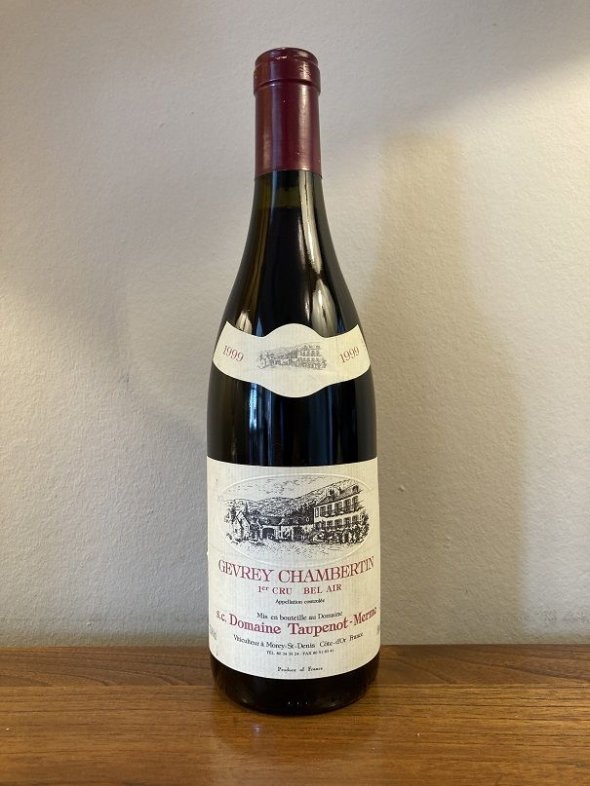 1999 1999
GEVREY CHAMBERTIN
1er CRU BEL AIR
Appellation controlée
Mis en bouteille au Domaine
s.c. Domaine Taupenot-Merme
Viticulteur à Morey-St-Denis Côte-d'Or France
Produce of France